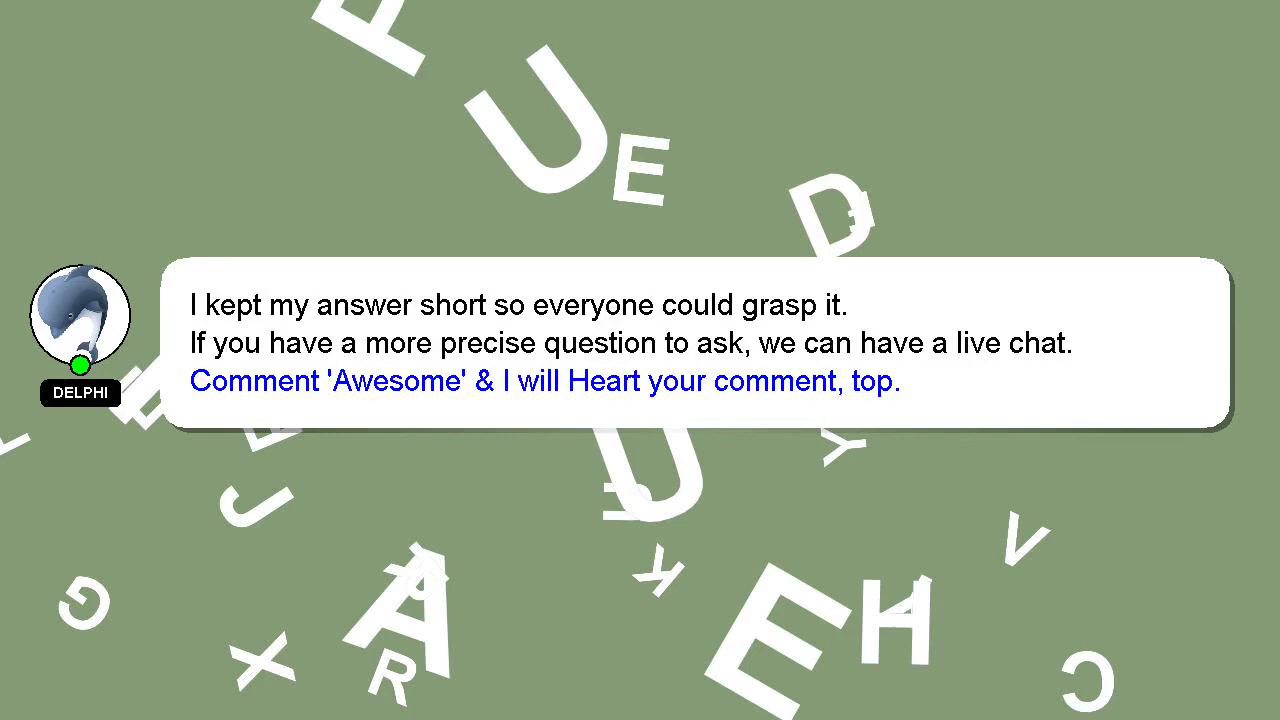 I kept my answer short so everyone could grasp it.
If you have a more precise question to ask, we can have a live chat.
Comment 'Awesome' & I will Heart your comment, top.
DELPHI
U
E
D
U
Y
J
V
K
G
A
E
H
X
R
C